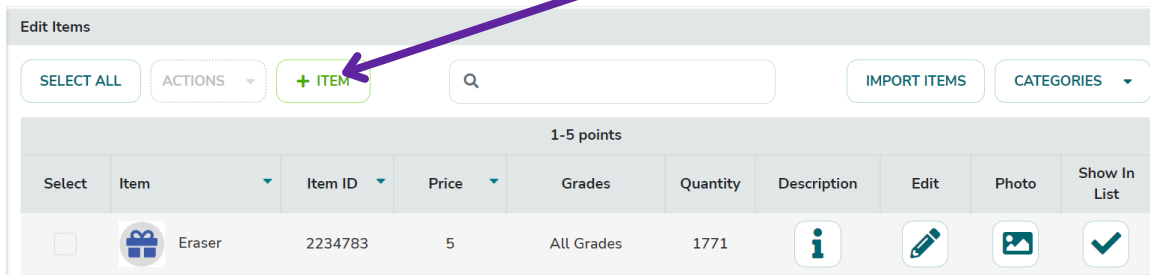 Edit Items
SELECT ALL ACTIONS + ITEM IMPORT ITEMS CATEGORIES
1-5 points
Select Item Item ID Price Grades Quantity Description Edit Photo Show In List
Eraser 2234783 5 All Grades 1771